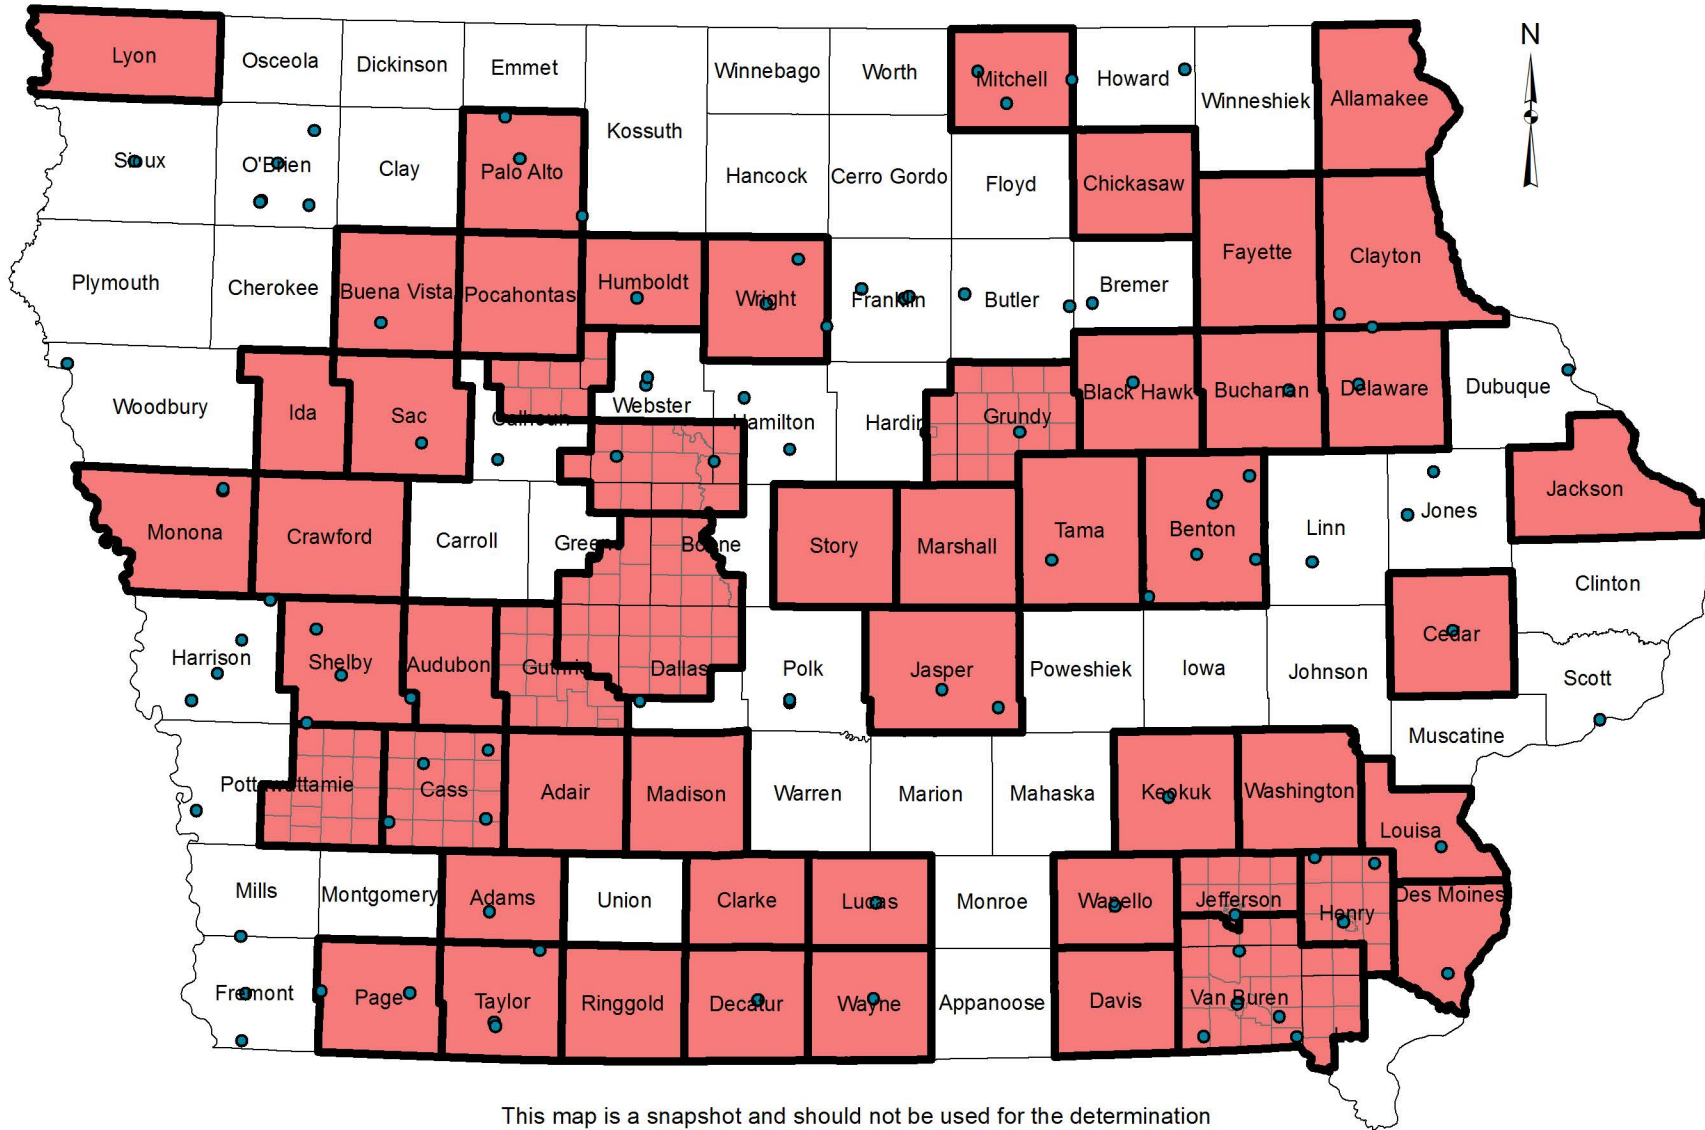 N
Lyon
Osceola
Dickinson
Emmet
Winnebago
Worth
Mitchell
Howard
Winneshiek
Allamakee
Kossuth
Sioux
O'Brien
Clay
Palo Alto
Hancock
Cerro Gordo
Floyd
Chickasaw
Fayette
Clayton
Plymouth
Cherokee
Buena Vista
Pocahontas
Humboldt
Wright
Franklin
Butler
Bremer
Woodbury
Ida
Sac
Calhoun
Webster
Hamilton
Hardin
Grundy
Black Hawk
Buchanan
Delaware
Dubuque
Monona
Crawford
Carroll
Greene
Boone
Story
Marshall
Tama
Benton
Linn
Jones
Jackson
Clinton
Harrison
Shelby
Audubon
Guthrie
Dallas
Polk
Jasper
Poweshiek
Iowa
Johnson
Cedar
Scott
Muscatine
Pottawattamie
Cass
Adair
Madison
Warren
Marion
Mahaska
Keokuk
Washington
Louisa
Mills
Montgomery
Adams
Union
Clarke
Lucas
Monroe
Wapello
Jefferson
Henry
Des Moines
Fremont
Page
Taylor
Ringgold
Decatur
Wayne
Appanoose
Davis
Van Buren
This map is a snapshot and should not be used for the determination